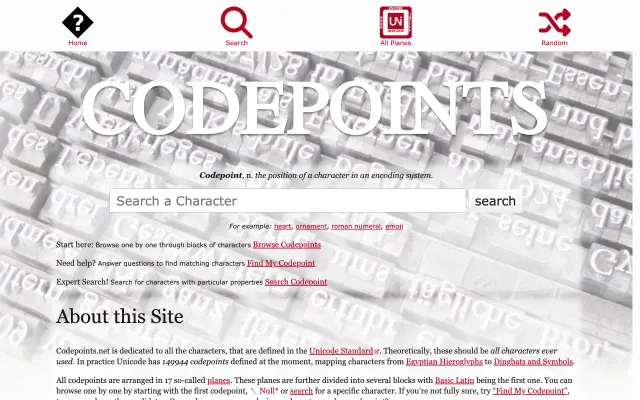 Home
Search
All Planes
Random
CODEPOINTS
Codepoint, n. the position of a character in an encoding system.
Search a Character
search
For example: heart, ornament, roman numeral, emoji
Start here: Browse one by one through blocks of characters Browse Codepoints
Need help? Answer questions to find matching characters Find My Codepoint
Expert Search! Search for characters with particular properties Search Codepoint
About this Site
Codepoints.net is dedicated to all the characters, that are defined in the Unicode Standard. Theoretically, these should be all characters ever
used. In practice Unicode has 149944 codepoints defined at the moment, mapping characters from Egyptian Hieroglyphs to Dingbats and Symbols.
All codepoints are arranged in 17 so-called planes. These planes are further divided into several blocks with Basic Latin being the first one. You can
browse one by one by starting with the first codepoint, ␀ Null* or search for a specific character. If you're not fully sure, try “Find My Codepoint”,